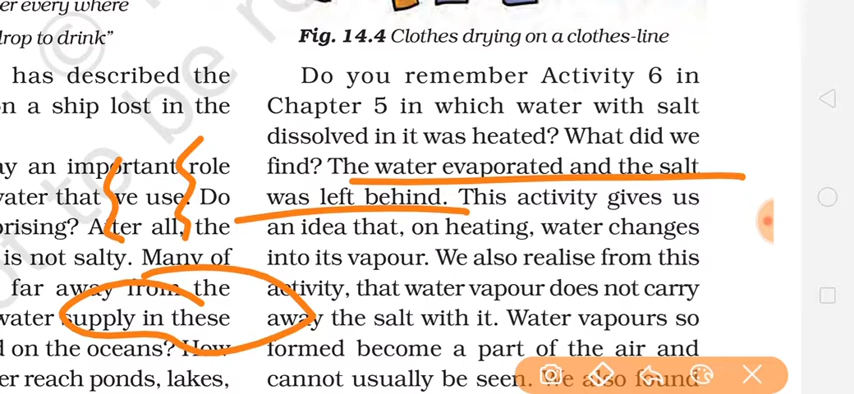 er every where
drop to drink"
has described the
on a ship lost in the
ay an important role
water that we use. Do
prising? After all, the
is not salty. Many of
far away from the
water supply in these
d on the oceans? How
er reach ponds, lakes,
Fig. 14.4 Clothes drying on a clothes-line
Do you remember Activity 6 in
Chapter 5 in which water with salt
dissolved in it was heated? What did we
find? The water evaporated and the salt
was left behind. This activity gives us
an idea that, on heating, water changes
into its vapour. We also realise from this
activity, that water vapour does not carry
away the salt with it. Water vapours so
formed become a part of the air and
cannot usually be seen. We also found